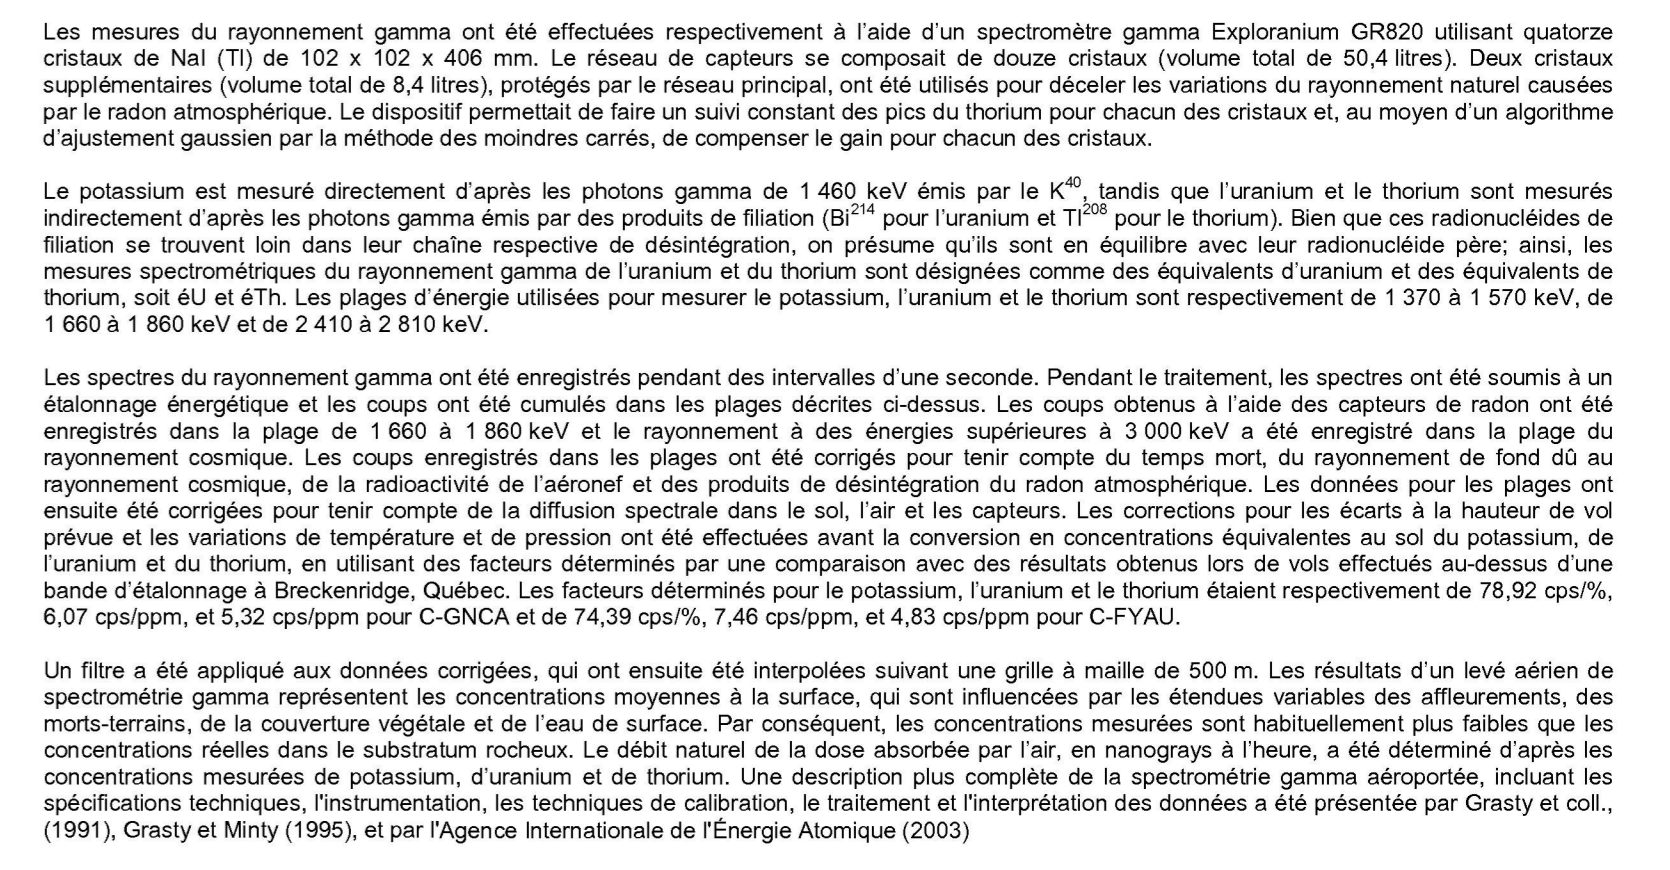 Les mesures du rayonnement gamma ont été effectuées respectivement à l'aide d'un spectromètre gamma Exploranium GR820 utilisant quatorze
cristaux de NaI (Tl) de 102 x 102 x 406 mm. Le réseau de capteurs se composait de douze cristaux (volume total de 50,4 litres). Deux cristaux
supplémentaires (volume total de 8,4 litres), protégés par le réseau principal, ont été utilisés pour déceler les variations du rayonnement naturel causées
par le radon atmosphérique. Le dispositif permettait de faire un suivi constant des pics du thorium pour chacun des cristaux et, au moyen d'un algorithme
d'ajustement gaussien par la méthode des moindres carrés, de compenser le gain pour chacun des cristaux.
Le potassium est mesuré directement d'après les photons gamma de 1 460 keV émis par le K⁴⁰, tandis que l'uranium et le thorium sont mesurés
indirectement d'après les photons gamma émis par des produits de filiation (Bi²¹⁴ pour l'uranium et Tl²⁰⁸ pour le thorium). Bien que ces radionucléides de
filiation se trouvent loin dans leur chaîne respective de désintégration, on présume qu'ils sont en équilibre avec leur radionucléide père; ainsi, les
mesures spectrométriques du rayonnement gamma de l'uranium et du thorium sont désignées comme des équivalents d'uranium et des équivalents de
thorium, soit éU et éTh. Les plages d'énergie utilisées pour mesurer le potassium, l'uranium et le thorium sont respectivement de 1 370 à 1 570 keV, de
1 660 à 1 860 keV et de 2 410 à 2 810 keV.
Les spectres du rayonnement gamma ont été enregistrés pendant des intervalles d'une seconde. Pendant le traitement, les spectres ont été soumis à un
étalonnage énergétique et les coups ont été cumulés dans les plages décrites ci-dessus. Les coups obtenus à l'aide des capteurs de radon ont été
enregistrés dans la plage de 1 660 à 1 860 keV et le rayonnement à des énergies supérieures à 3 000 keV a été enregistré dans la plage du
rayonnement cosmique. Les coups enregistrés dans les plages ont été corrigés pour tenir compte du temps mort, du rayonnement de fond dû au
rayonnement cosmique, de la radioactivité de l'aéronef et des produits de désintégration du radon atmosphérique. Les données pour les plages ont
ensuite été corrigées pour tenir compte de la diffusion spectrale dans le sol, l'air et les capteurs. Les corrections pour les écarts à la hauteur de vol
prévue et les variations de température et de pression ont été effectuées avant la conversion en concentrations équivalentes au sol du potassium, de
l'uranium et du thorium, en utilisant des facteurs déterminés par une comparaison avec des résultats obtenus lors de vols effectués au-dessus d'une
bande d'étalonnage à Breckenridge, Québec. Les facteurs déterminés pour le potassium, l'uranium et le thorium étaient respectivement de 78,92 cps/%,
6,07 cps/ppm, et 5,32 cps/ppm pour C-GNCA et de 74,39 cps/%, 7,46 cps/ppm, et 4,83 cps/ppm pour C-FYAU.
Un filtre a été appliqué aux données corrigées, qui ont ensuite été interpolées suivant une grille à maille de 500 m. Les résultats d'un levé aérien de
spectrométrie gamma représentent les concentrations moyennes à la surface, qui sont influencées par les étendues variables des affleurements, des
morts-terrains, de la couverture végétale et de l'eau de surface. Par conséquent, les concentrations mesurées sont habituellement plus faibles que les
concentrations réelles dans le substratum rocheux. Le débit naturel de la dose absorbée par l'air, en nanograys à l'heure, a été déterminé d'après les
concentrations mesurées de potassium, d'uranium et de thorium. Une description plus complète de la spectrométrie gamma aéroportée, incluant les
spécifications techniques, l'instrumentation, les techniques de calibration, le traitement et l'interprétation des données a été présentée par Grasty et coll.,
(1991), Grasty et Minty (1995), et par l'Agence Internationale de l'Énergie Atomique (2003)